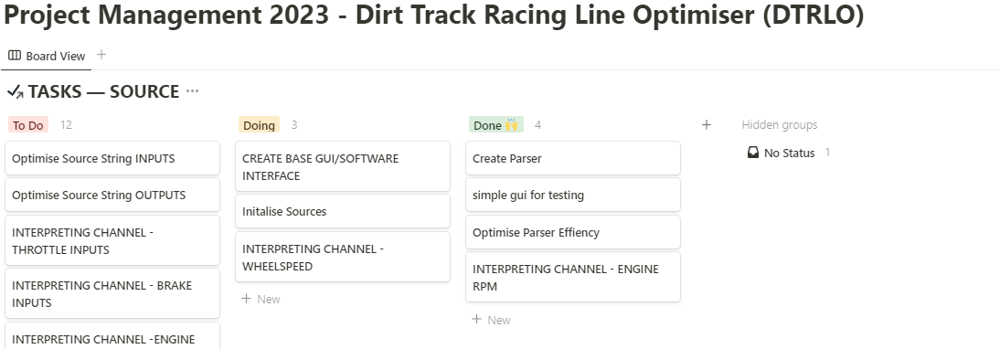 Project Management 2023 - Dirt Track Racing Line Optimiser (DTRLO)
Board View
TASKS — SOURCE
To Do 12
Optimise Source String INPUTS
Optimise Source String OUTPUTS
INTERPRETING CHANNEL -
THROTTLE INPUTS
INTERPRETING CHANNEL - BRAKE
INPUTS
INTERPRETING CHANNEL -ENGINE
Doing 3
CREATE BASE GUI/SOFTWARE
INTERFACE
Initalise Sources
INTERPRETING CHANNEL -
WHEELSPEED
+ New
Done 🙌 4
Create Parser
simple gui for testing
Optimise Parser Effiency
INTERPRETING CHANNEL - ENGINE
RPM
+ New
Hidden groups
No Status 1